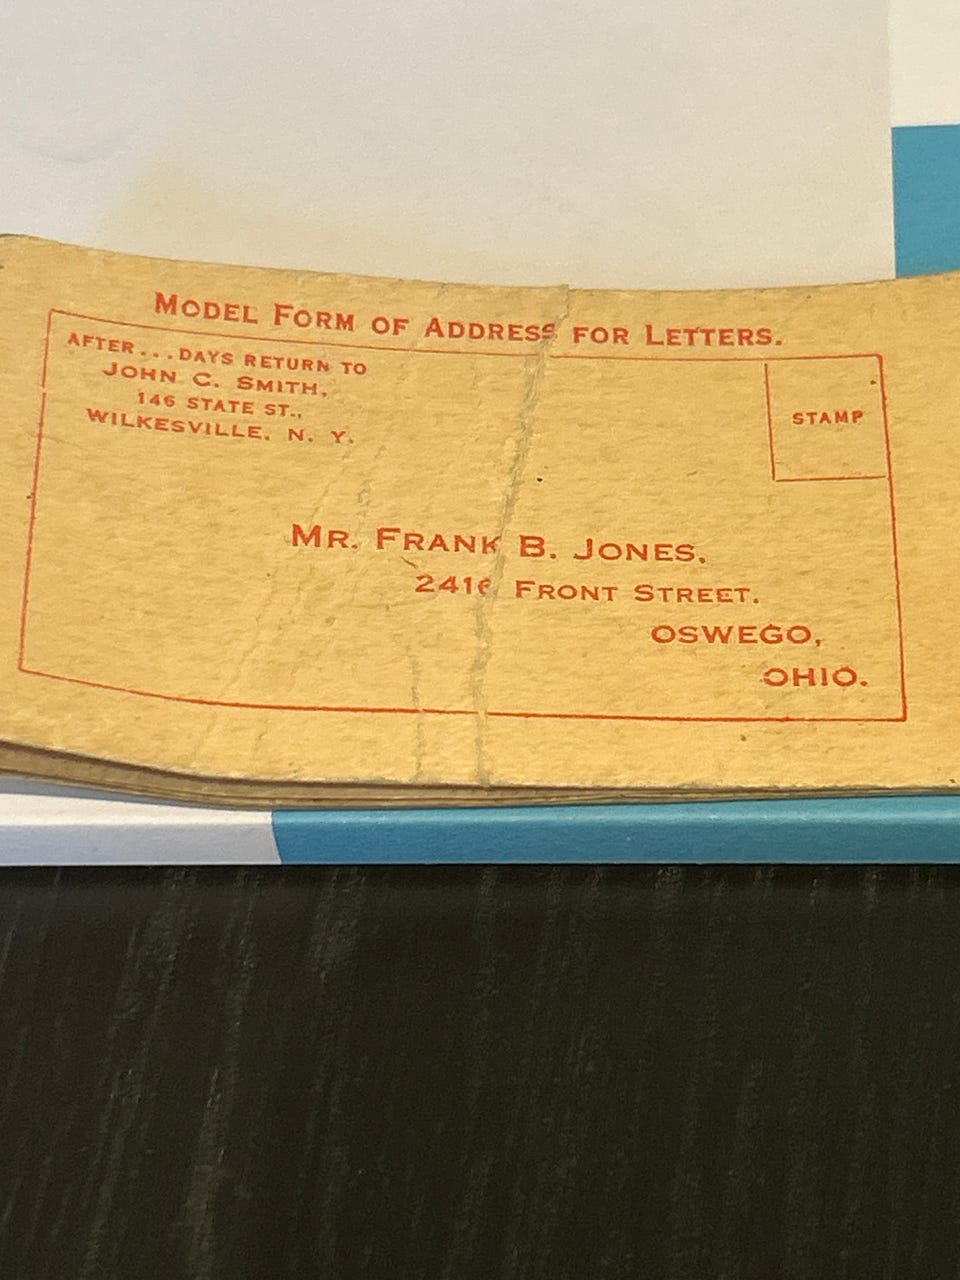 MODEL FORM OF ADDRESS FOR LETTERS.
AFTER...DAYS RETURN TO
JOHN C. SMITH,
146 STATE ST.,
WILKESVILLE, N. Y.
STAMP
MR. FRANK B. JONES,
2416 FRONT STREET.
OSWEGO,
OHIO.